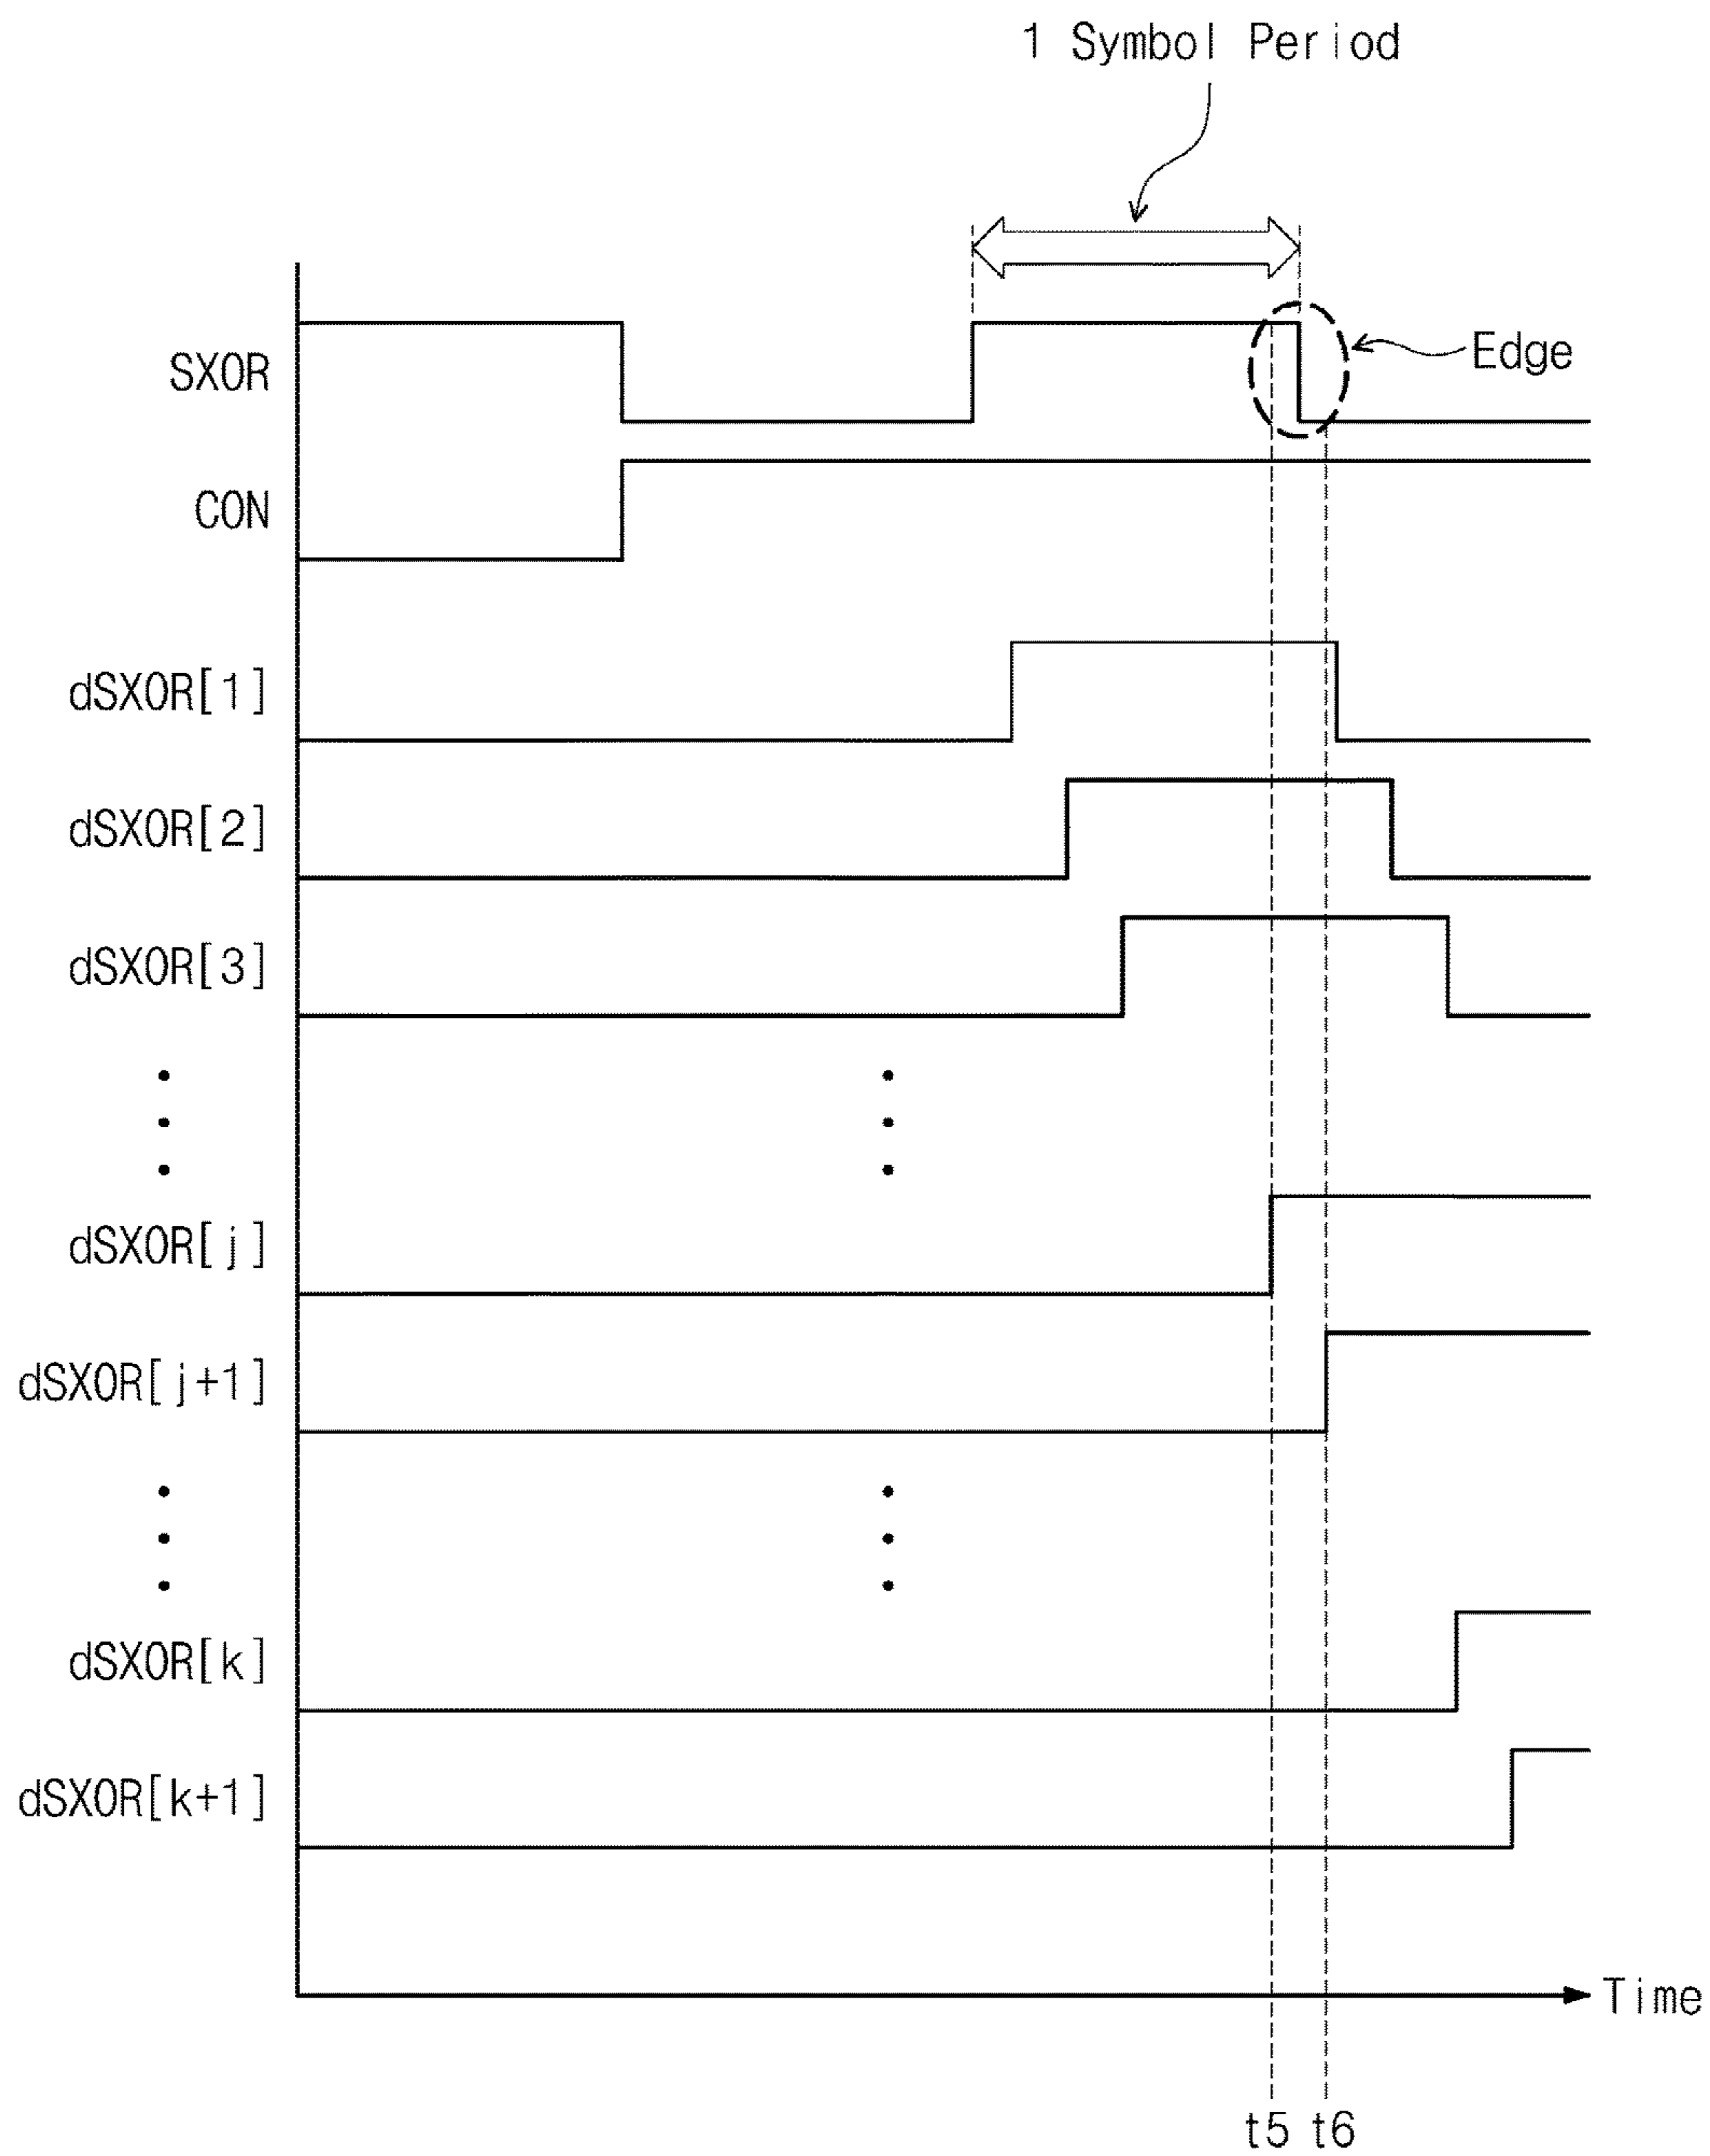 1 Symbol Period
SXOR
Edge
CON
dSXOR[1]
dSXOR[2]
dSXOR[3]
dSXOR[j]
dSXOR[j+1]
dSXOR[k]
dSXOR[k+1]
Time
t5 t6